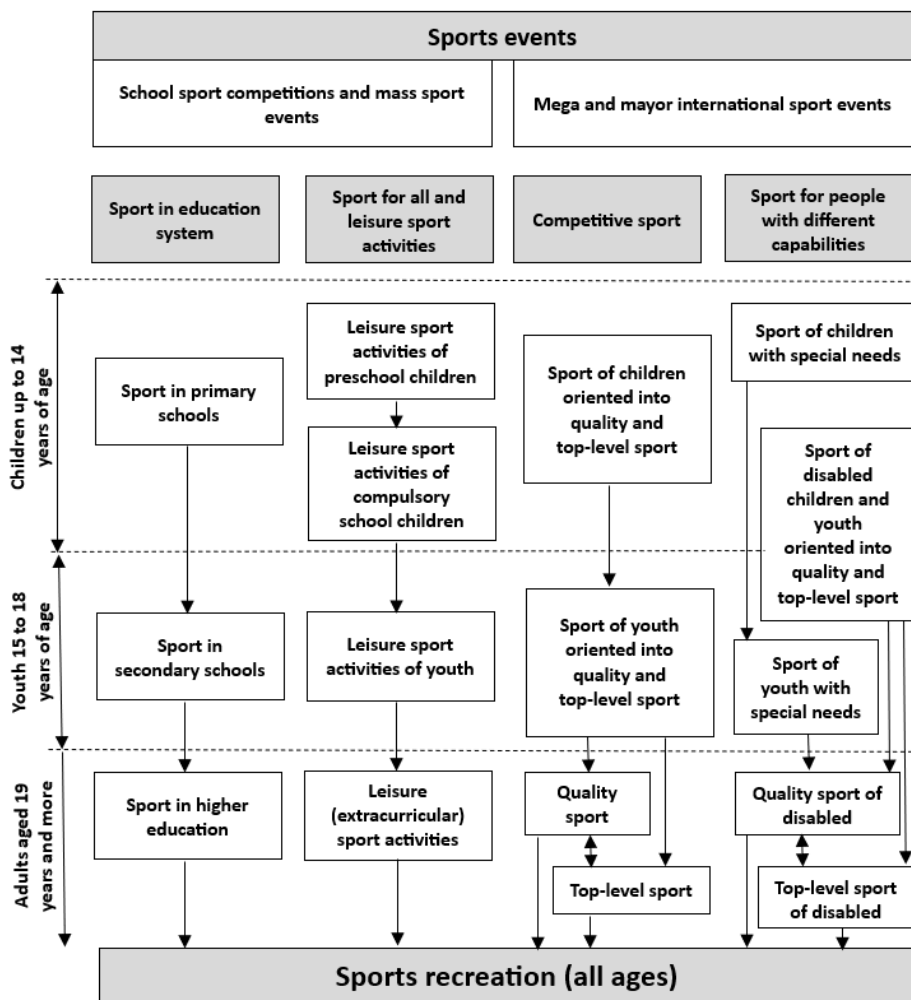 Sports events
School sport competitions and mass sport
events
Mega and mayor international sport events
Sport in education
system
Sport for all and
leisure sport
activities
Competitive sport
Sport for people
with different
capabilities
Children up to 14
years of age
Sport in primary
schools
Leisure sport
activities of
preschool children
Leisure sport
activities of
compulsory
school children
Sport of children
oriented into
quality and
top-level sport
Sport of children
with special needs
Sport of
disabled
children and
youth
oriented into
quality and
top-level sport
Youth 15 to 18
years of age
Sport in
secondary schools
Leisure sport
activities of youth
Sport of youth
oriented into
quality and
top-level sport
Sport of
youth with
special needs
Adults aged 19
years and more
Sport in higher
education
Leisure
(extracurricular)
sport activities
Quality
sport
Top-level sport
Quality sport of
disabled
Top-level sport
of disabled
Sports recreation (all ages)